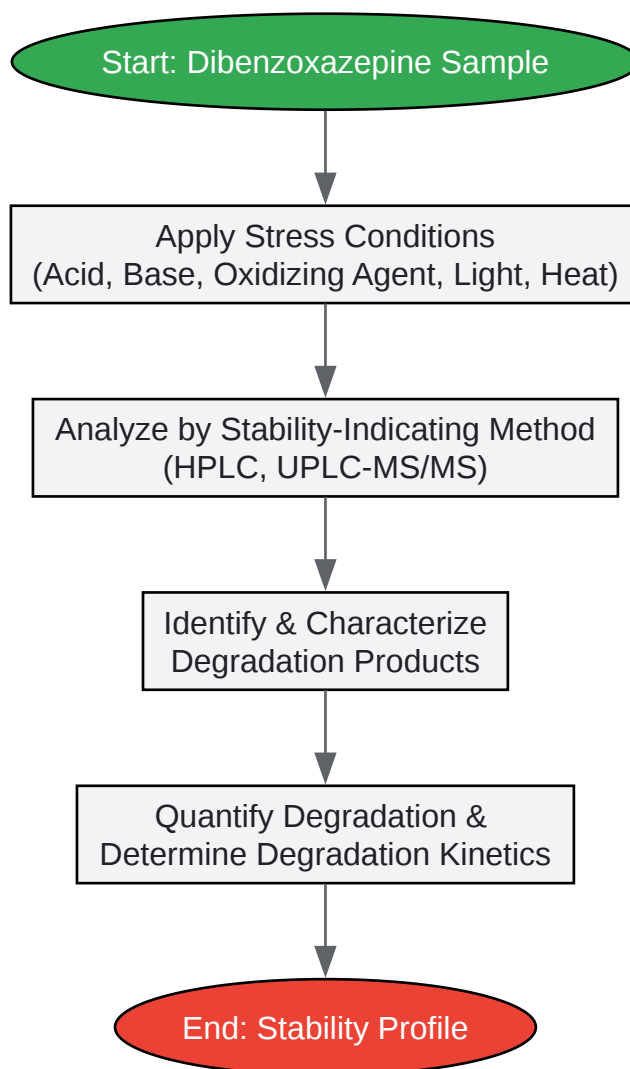 Start: Dibenzoxazepine Sample
Apply Stress Conditions
(Acid, Base, Oxidizing Agent, Light, Heat)
Analyze by Stability-Indicating Method
(HPLC, UPLC-MS/MS)
Identify & Characterize
Degradation Products
Quantify Degradation &
Determine Degradation Kinetics
End: Stability Profile